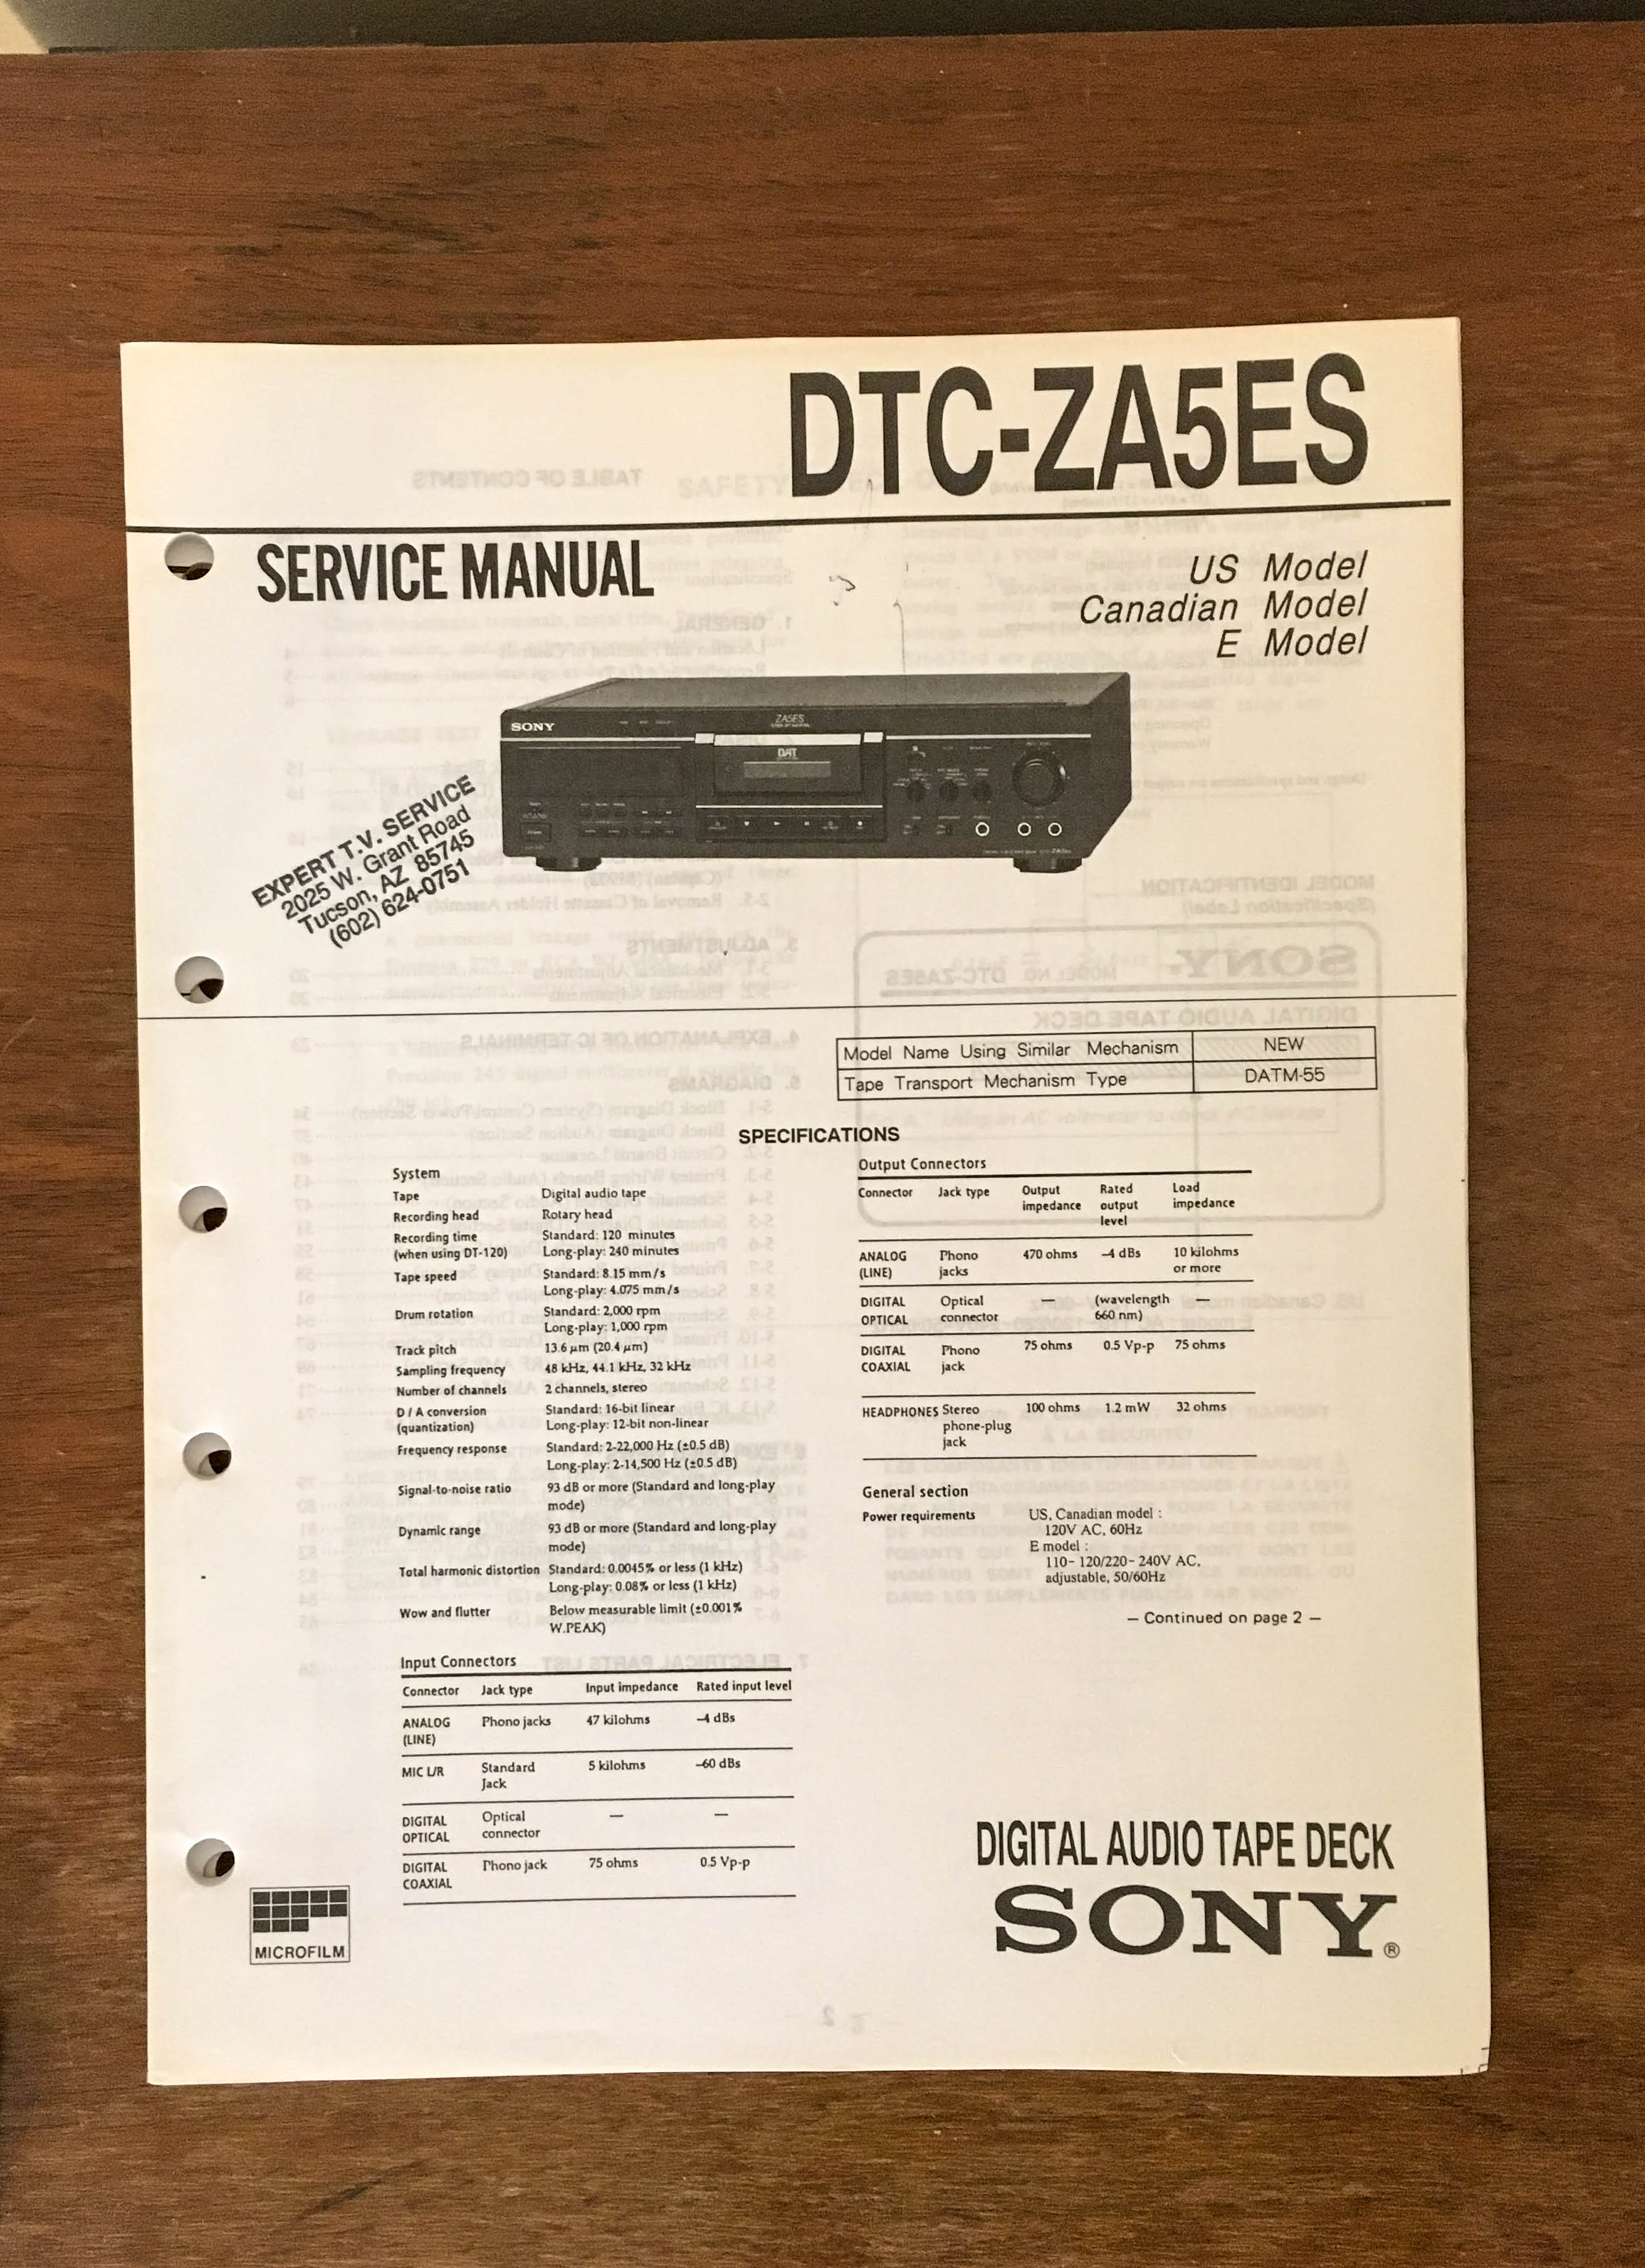 DTC-ZA5ES
SERVICE MANUAL
US Model
Canadian Model
E Model
SONY
ZA5ES
DAT
EXPERT T.V. SERVICE
2025 W. Grant Road
Tucson, AZ 85745
(602) 624-0751
Model Name Using Similar Mechanism NEW
Tape Transport Mechanism Type DATM-55
SPECIFICATIONS
System
Tape Digital audio tape
Recording head Rotary head
Recording time Standard: 120 minutes
(when using DT-120) Long-play: 240 minutes
Tape speed Standard: 8.15 mm/s
Long-play: 4.075 mm/s
Drum rotation Standard: 2,000 rpm
Long-play: 1,000 rpm
Track pitch 13.6 µm (20.4 µm)
Sampling frequency 48 kHz, 44.1 kHz, 32 kHz
Number of channels 2 channels, stereo
D / A conversion Standard: 16-bit linear
(quantization) Long-play: 12-bit non-linear
Frequency response Standard: 2-22,000 Hz (±0.5 dB)
Long-play: 2-14,500 Hz (±0.5 dB)
Signal-to-noise ratio 93 dB or more (Standard and long-play
mode)
Dynamic range 93 dB or more (Standard and long-play
mode)
Total harmonic distortion Standard: 0.0045% or less (1 kHz)
Long-play: 0.08% or less (1 kHz)
Wow and flutter Below measurable limit (±0.001%
W.PEAK)
Input Connectors
Connector Jack type Input impedance Rated input level
ANALOG Phono jacks 47 kilohms –4 dBs
(LINE)
MIC L/R Standard 5 kilohms –60 dBs
Jack
DIGITAL Optical — —
OPTICAL connector
DIGITAL Phono jack 75 ohms 0.5 Vp-p
COAXIAL
Output Connectors
Connector Jack type Output Rated Load
impedance output impedance
level
ANALOG Phono 470 ohms –4 dBs 10 kilohms
(LINE) jacks or more
DIGITAL Optical — (wavelength —
OPTICAL connector 660 nm)
DIGITAL Phono 75 ohms 0.5 Vp-p 75 ohms
COAXIAL jack
HEADPHONES Stereo 100 ohms 1.2 mW 32 ohms
phone-plug
jack
General section
Power requirements US, Canadian model :
120V AC, 60Hz
E model :
110– 120/220– 240V AC,
adjustable, 50/60Hz
— Continued on page 2 —
MICROFILM
DIGITAL AUDIO TAPE DECK
SONY®